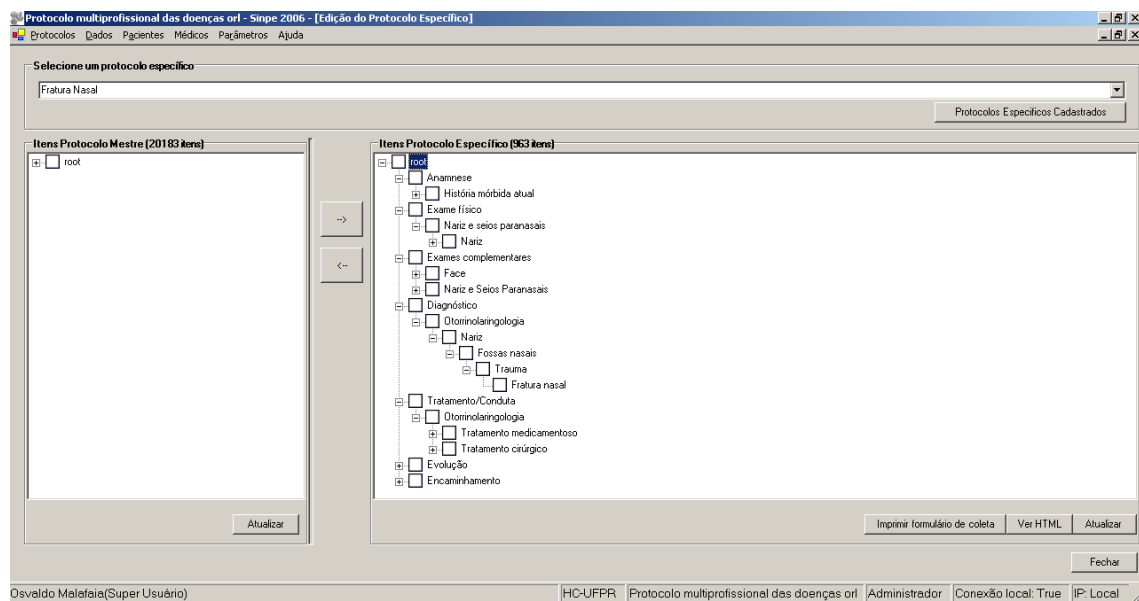 Protocolo multiprofissional das doenças orl - Sinpe 2006 - [Edição do Protocolo Específico]
Protocolos Dados Pacientes Médicos Parâmetros Ajuda
Selecione um protocolo específico
Fratura Nasal
Protocolos Especificos Cadastrados
Itens Protocolo Mestre (20183 itens)
root
Atualizar
-->
<--
Itens Protocolo Específico (963 itens)
root
Anamnese
História mórbida atual
Exame físico
Nariz e seios paranasais
Nariz
Exames complementares
Face
Nariz e Seios Paranasais
Diagnóstico
Otorrinolaringologia
Nariz
Fossas nasais
Trauma
Fratura nasal
Tratamento/Conduta
Otorrinolaringologia
Tratamento medicamentoso
Tratamento cirúrgico
Evolução
Encaminhamento
Imprimir formulário de coleta Ver HTML Atualizar
Fechar
Osvaldo Malafaia(Super Usuário) HC-UFPR Protocolo multiprofissional das doenças orl Administrador Conexão local: True IP: Local